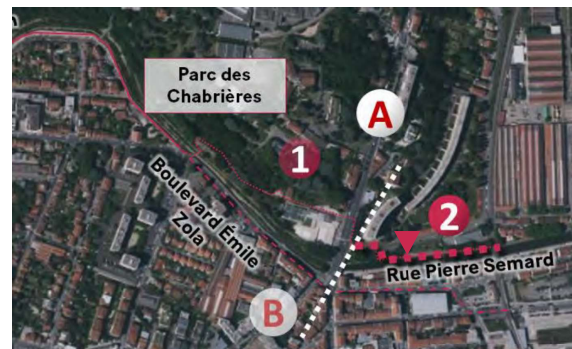 Parc des
Chabrières
A
1
Boulevard Émile
Zola
2
Rue Pierre Semard
B